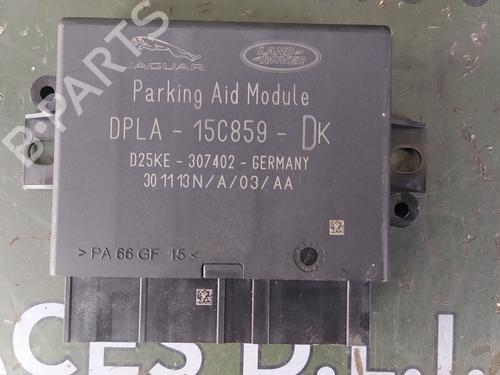 JAGUAR
LAND ROVER
Parking Aid Module
DPLA - 15C859 - DK
D25KE - 307402 - GERMANY
301113N/A/03/AA
>PA 66 GF 15<
B-PARTS